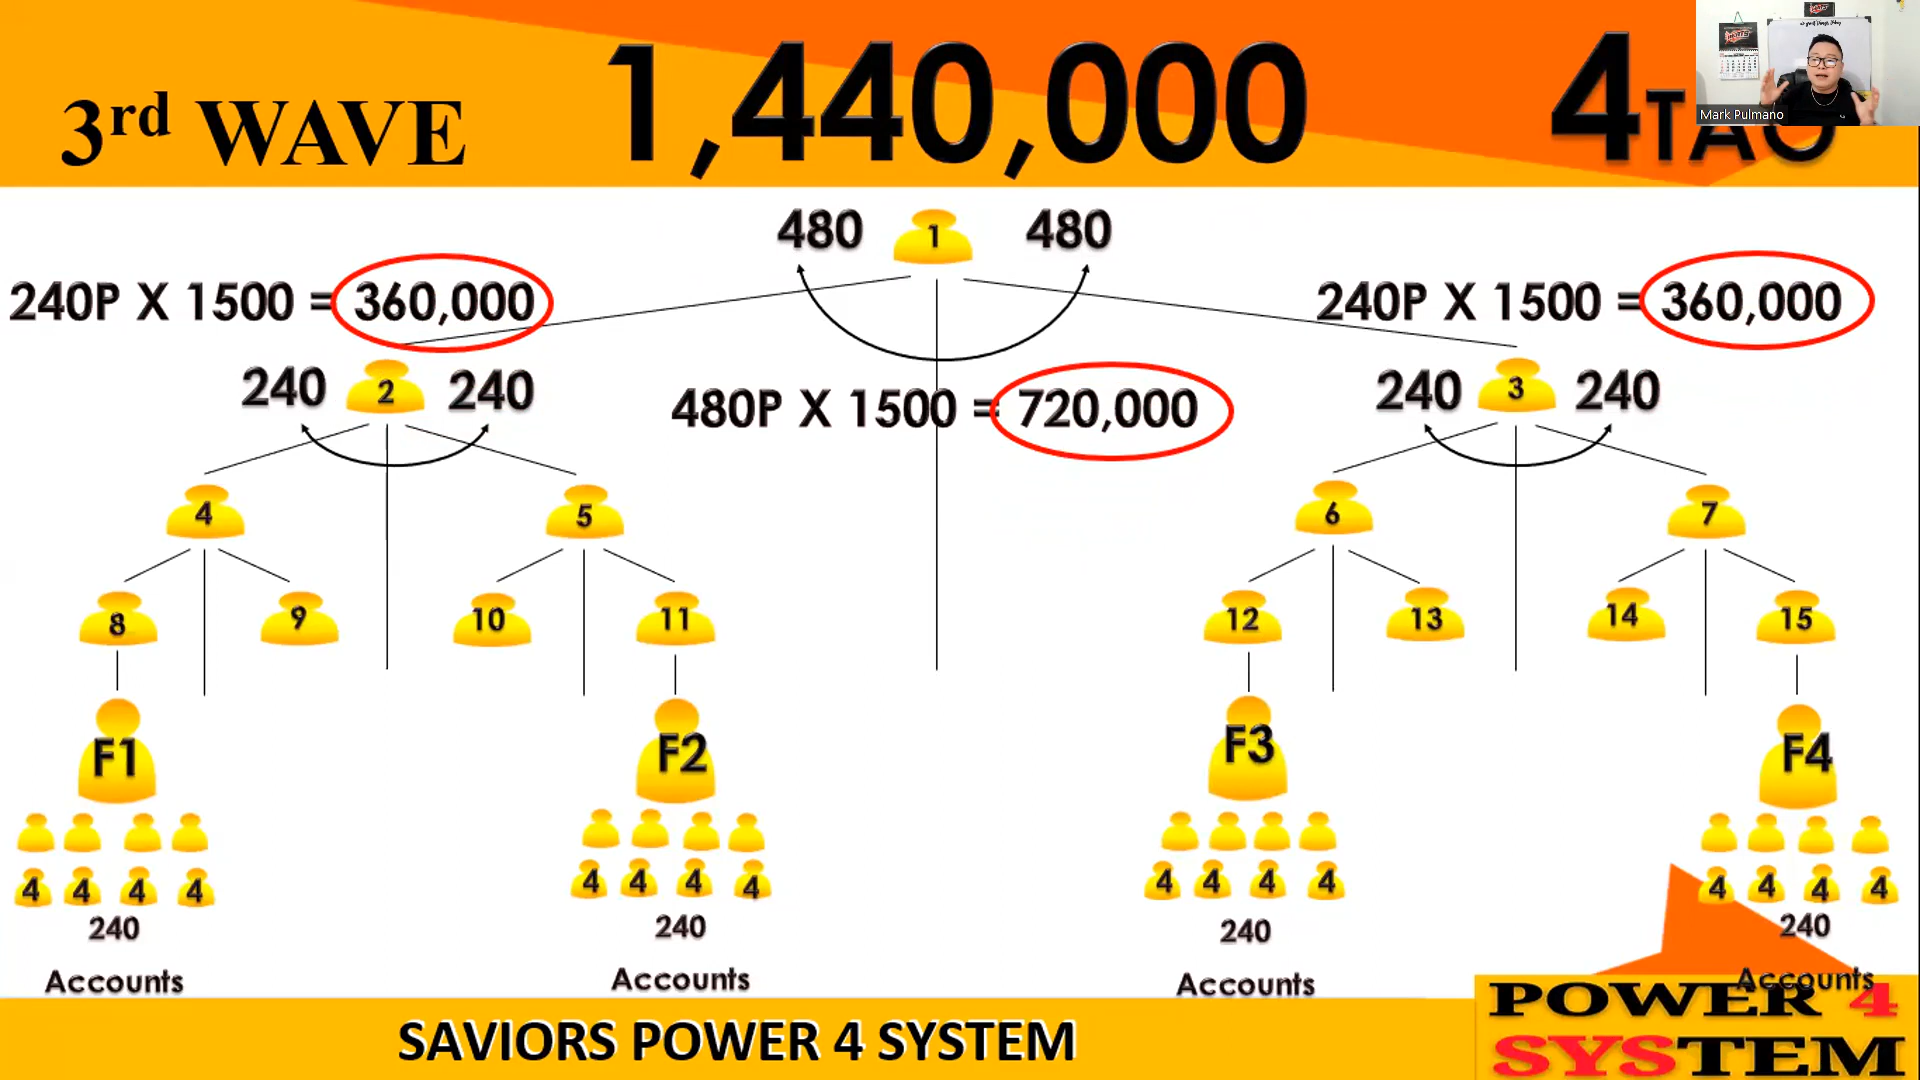 3rd WAVE
1,440,000
4TAO
Mark Pulmano
480 1 480
240P X 1500 = 360,000
240P X 1500 = 360,000
240 2 240
480P X 1500 = 720,000
240 3 240
4 5 6 7
8 9 10 11 12 13 14 15
F1 F2 F3 F4
4 4 4 4
4 4 4 4
4 4 4 4
4 4 4 4
240 240 240 240
Accounts Accounts Accounts Accounts
SAVIORS POWER 4 SYSTEM
POWER 4
SYSTEM